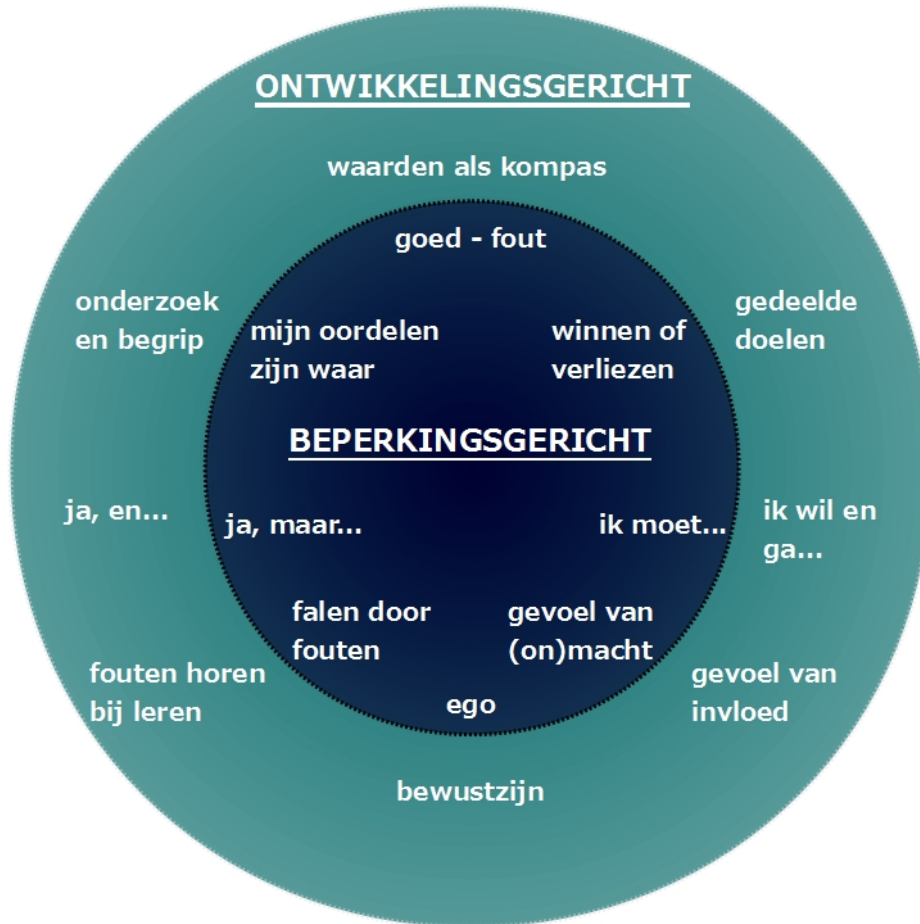 ONTWIKKELINGSGERICHT
waarden als kompas
goed - fout
onderzoek
en begrip
mijn oordelen
zijn waar
winnen of
verliezen
gedeelde
doelen
BEPERKINGSGERICHT
ja, en...
ja, maar...
ik moet...
ik wil en
ga...
falen door
fouten
gevoel van
(on)macht
fouten horen
bij leren
ego
gevoel van
invloed
bewustzijn